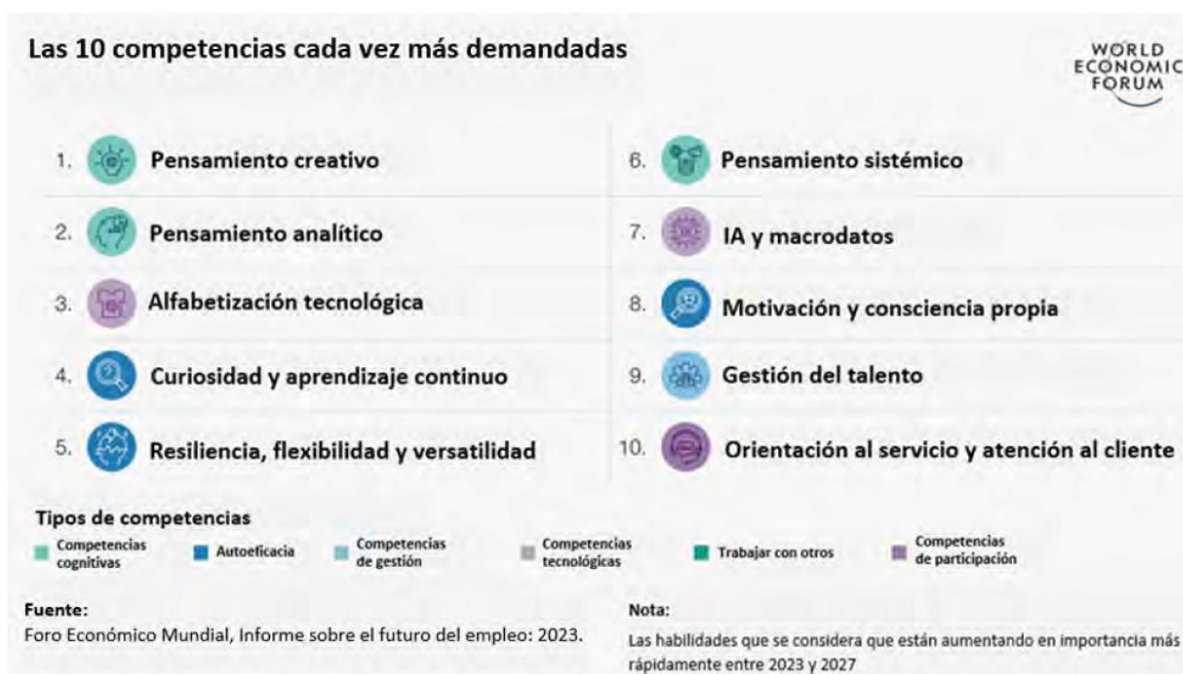 Las 10 competencias cada vez más demandadas
WORLD
ECONOMIC
FORUM
1. Pensamiento creativo
2. Pensamiento analítico
3. Alfabetización tecnológica
4. Curiosidad y aprendizaje continuo
5. Resiliencia, flexibilidad y versatilidad
6. Pensamiento sistémico
7. IA y macrodatos
8. Motivación y consciencia propia
9. Gestión del talento
10. Orientación al servicio y atención al cliente
Tipos de competencias
Competencias
cognitivas
Autoeficacia
Competencias
de gestión
Competencias
tecnológicas
Trabajar con otros
Competencias
de participación
Fuente:
Foro Económico Mundial, Informe sobre el futuro del empleo: 2023.
Nota:
Las habilidades que se considera que están aumentando en importancia más
rápidamente entre 2023 y 2027